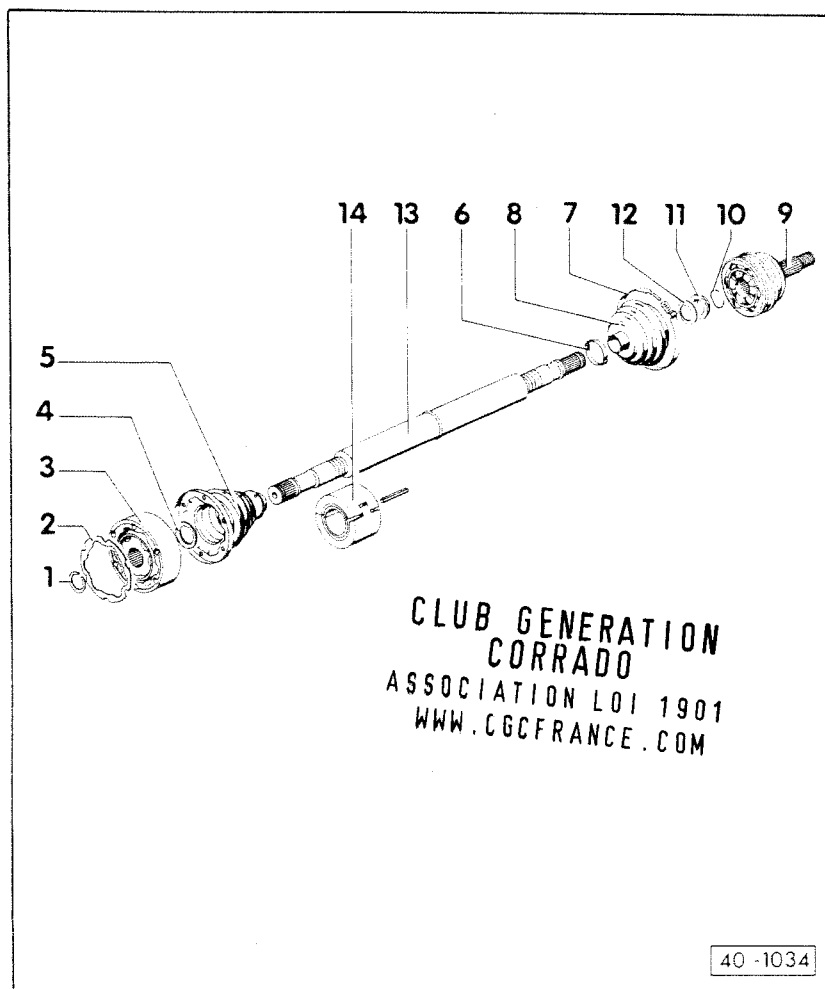 14 13 6 8 7 12 11 10 9
5
4
3
2
1
CLUB GENERATION
CORRADO
ASSOCIATION LOI 1901
WWW.CGCFRANCE.COM
40-1034